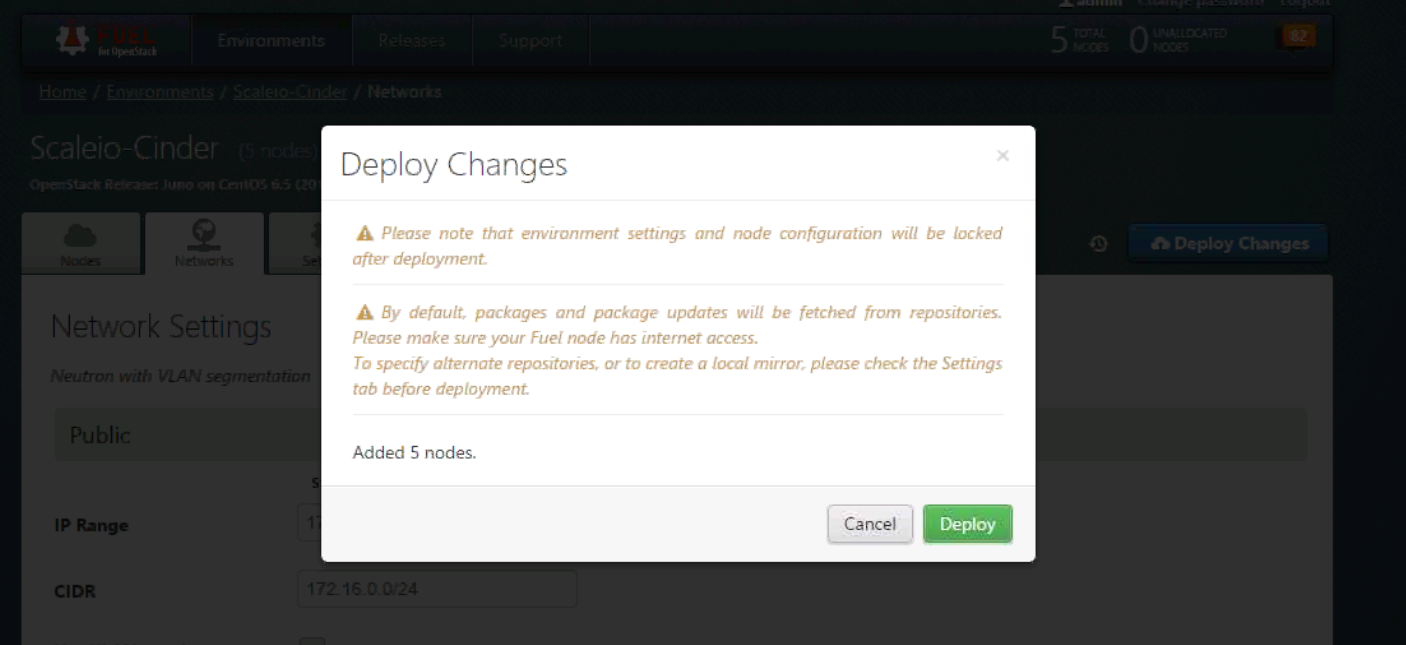 admin Change password Logout
FUEL
for OpenStack
Environments Releases Support
5 TOTAL NODES 0 UNALLOCATED NODES 82
Home / Environments / Scaleio-Cinder / Networks
Scaleio-Cinder (5 nodes)
OpenStack Release: Juno on CentOS 6.5 (201
Nodes Networks Set
Deploy Changes
Deploy Changes ×
Please note that environment settings and node configuration will be locked
after deployment.
By default, packages and package updates will be fetched from repositories.
Please make sure your Fuel node has internet access.
To specify alternate repositories, or to create a local mirror, please check the Settings
tab before deployment.
Added 5 nodes.
Cancel Deploy
Network Settings
Neutron with VLAN segmentation
Public
IP Range 17
CIDR 172.16.0.0/24